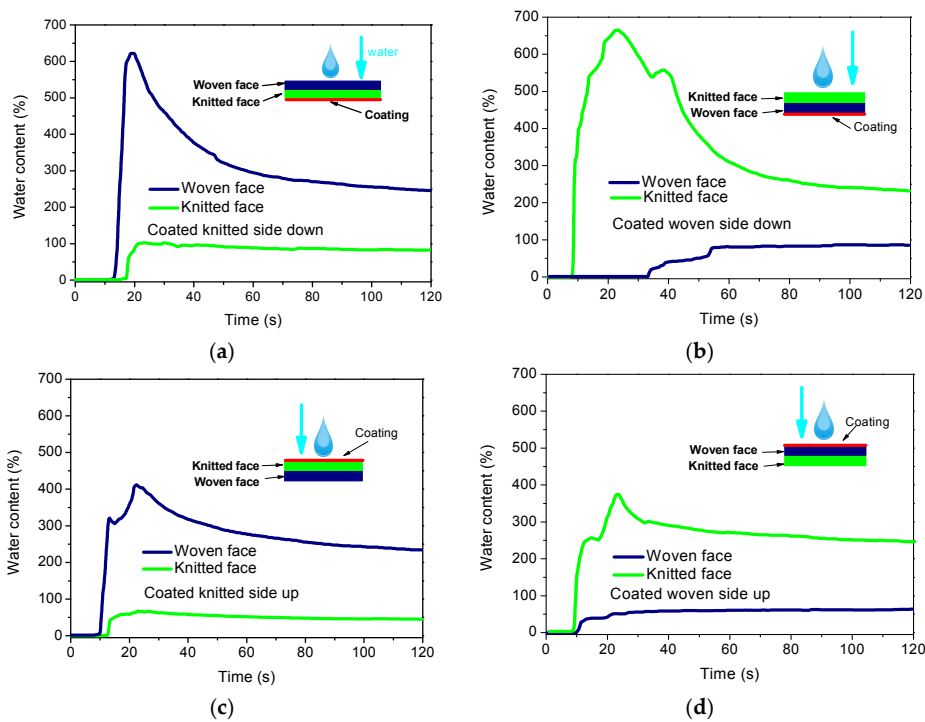 700
600
500
400
300
200
100
0
Water content (%)
water
Woven face
Knitted face
Coating
Woven face
Knitted face
Coated knitted side down
0 20 40 60 80 100 120
Time (s)
(a)
700
600
500
400
300
200
100
0
Water content (%)
Knitted face
Woven face
Coating
Woven face
Knitted face
Coated woven side down
0 20 40 60 80 100 120
Time (s)
(b)
700
600
500
400
300
200
100
0
Water content (%)
Coating
Knitted face
Woven face
Woven face
Knitted face
Coated knitted side up
0 20 40 60 80 100 120
Time (s)
(c)
700
600
500
400
300
200
100
0
Water content (%)
Coating
Woven face
Knitted face
Woven face
Knitted face
Coated woven side up
0 20 40 60 80 100 120
Time (s)
(d)